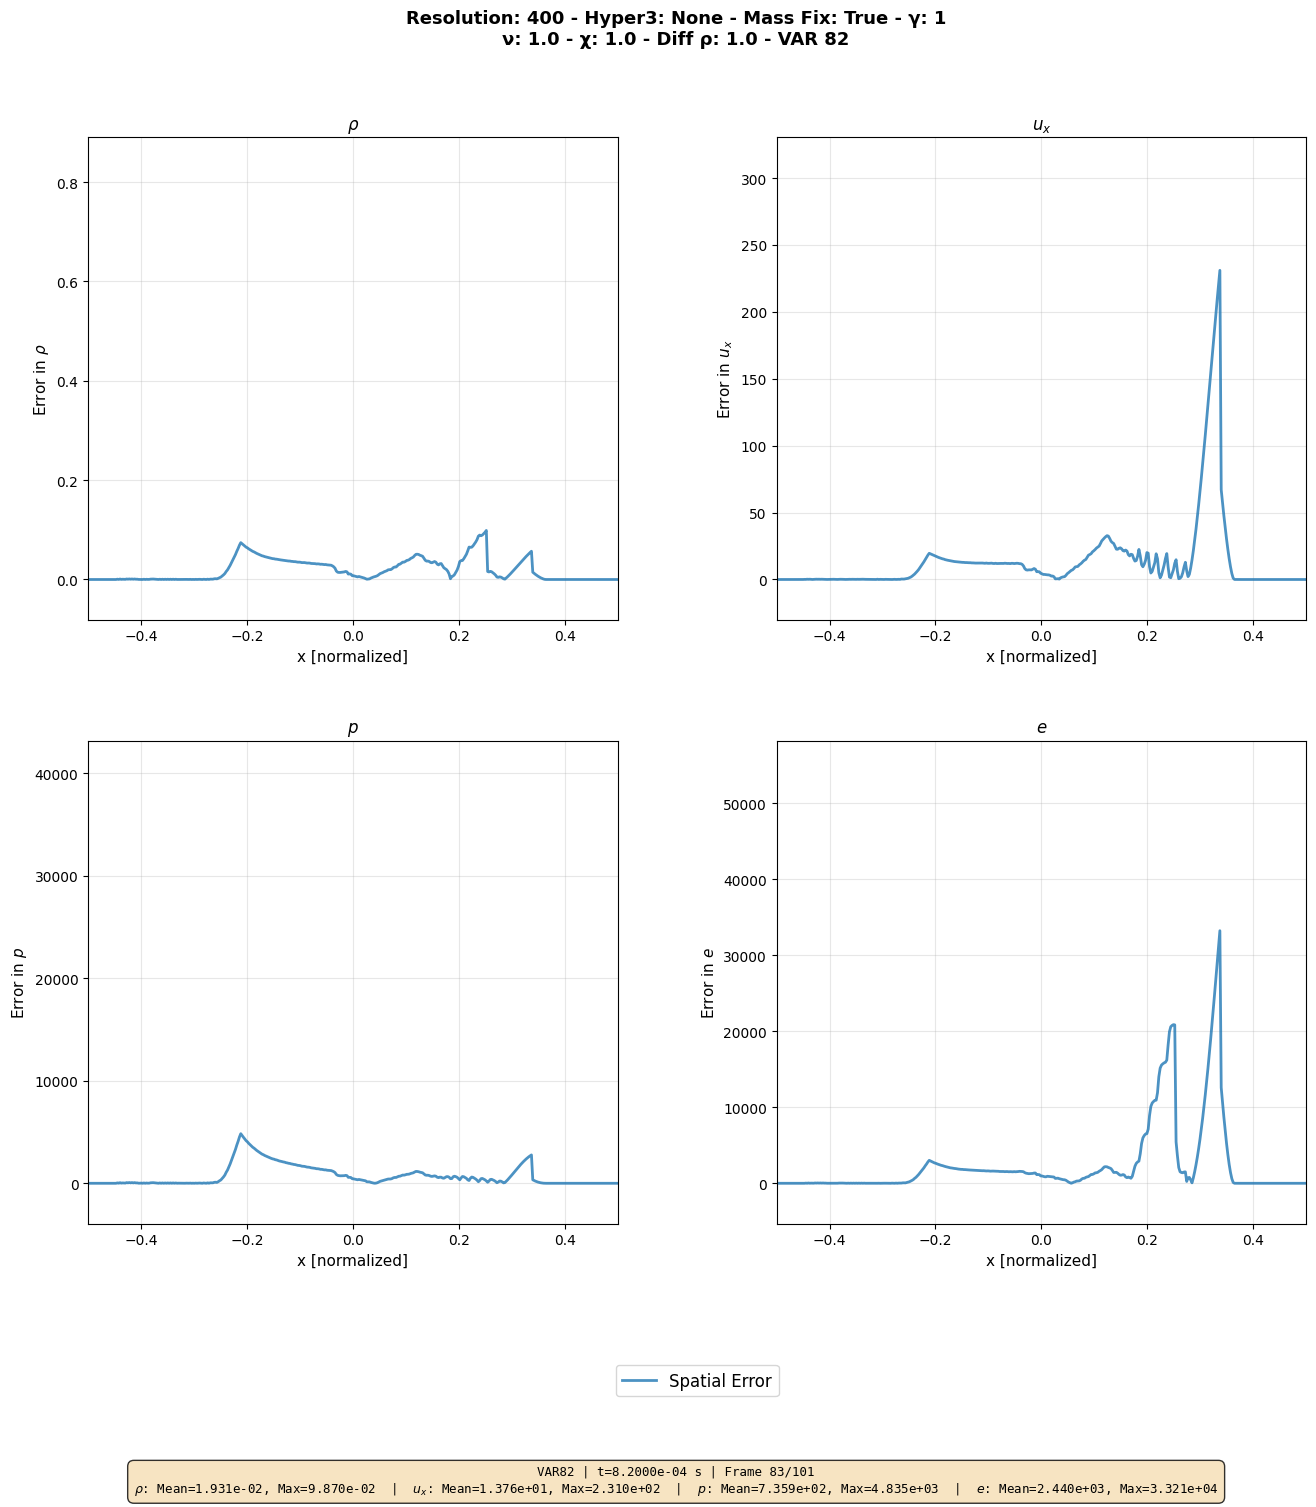 Resolution: 400 - Hyper3: None - Mass Fix: True - γ: 1
ν: 1.0 - χ: 1.0 - Diff ρ: 1.0 - VAR 82
ρ
Error in ρ
0.8
0.6
0.4
0.2
0.0
−0.4
−0.2
0.0
0.2
0.4
x [normalized]
u_x
Error in u_x
300
250
200
150
100
50
0
−0.4
−0.2
0.0
0.2
0.4
x [normalized]
p
Error in p
40000
30000
20000
10000
0
−0.4
−0.2
0.0
0.2
0.4
x [normalized]
e
Error in e
50000
40000
30000
20000
10000
0
−0.4
−0.2
0.0
0.2
0.4
x [normalized]
Spatial Error
VAR82 | t=8.2000e-04 s | Frame 83/101
ρ: Mean=1.931e-02, Max=9.870e-02 | u_x: Mean=1.376e+01, Max=2.310e+02 | p: Mean=7.359e+02, Max=4.835e+03 | e: Mean=2.440e+03, Max=3.321e+04